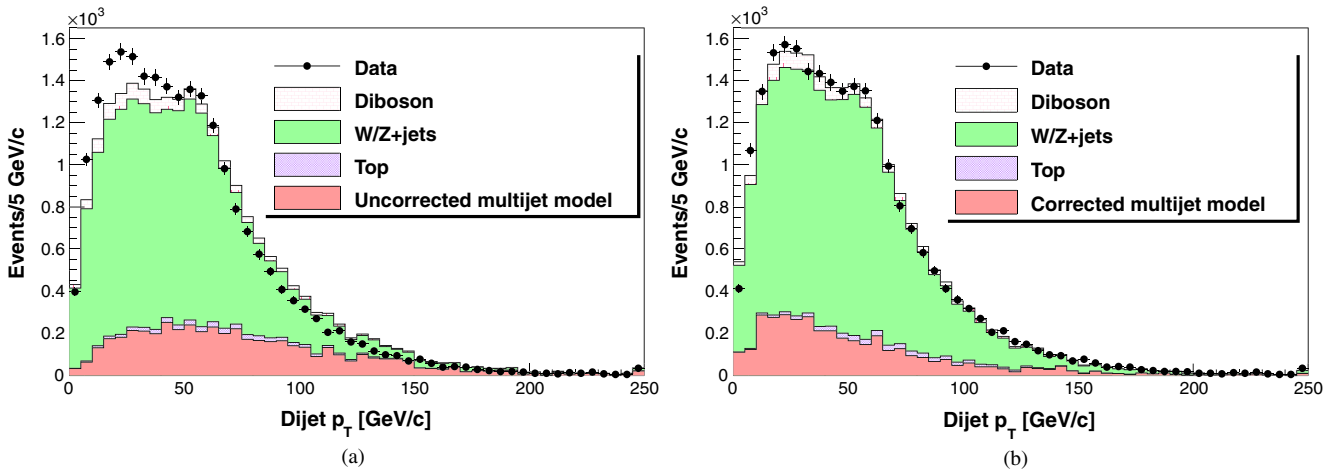 ×10³
1.6
1.4
1.2
1
0.8
0.6
0.4
0.2
0
Events/5 GeV/c
Data
Diboson
W/Z+jets
Top
Uncorrected multijet model
0 50 100 150 200 250
Dijet p_T [GeV/c]
(a)
×10³
1.6
1.4
1.2
1
0.8
0.6
0.4
0.2
0
Events/5 GeV/c
Data
Diboson
W/Z+jets
Top
Corrected multijet model
0 50 100 150 200 250
Dijet p_T [GeV/c]
(b)